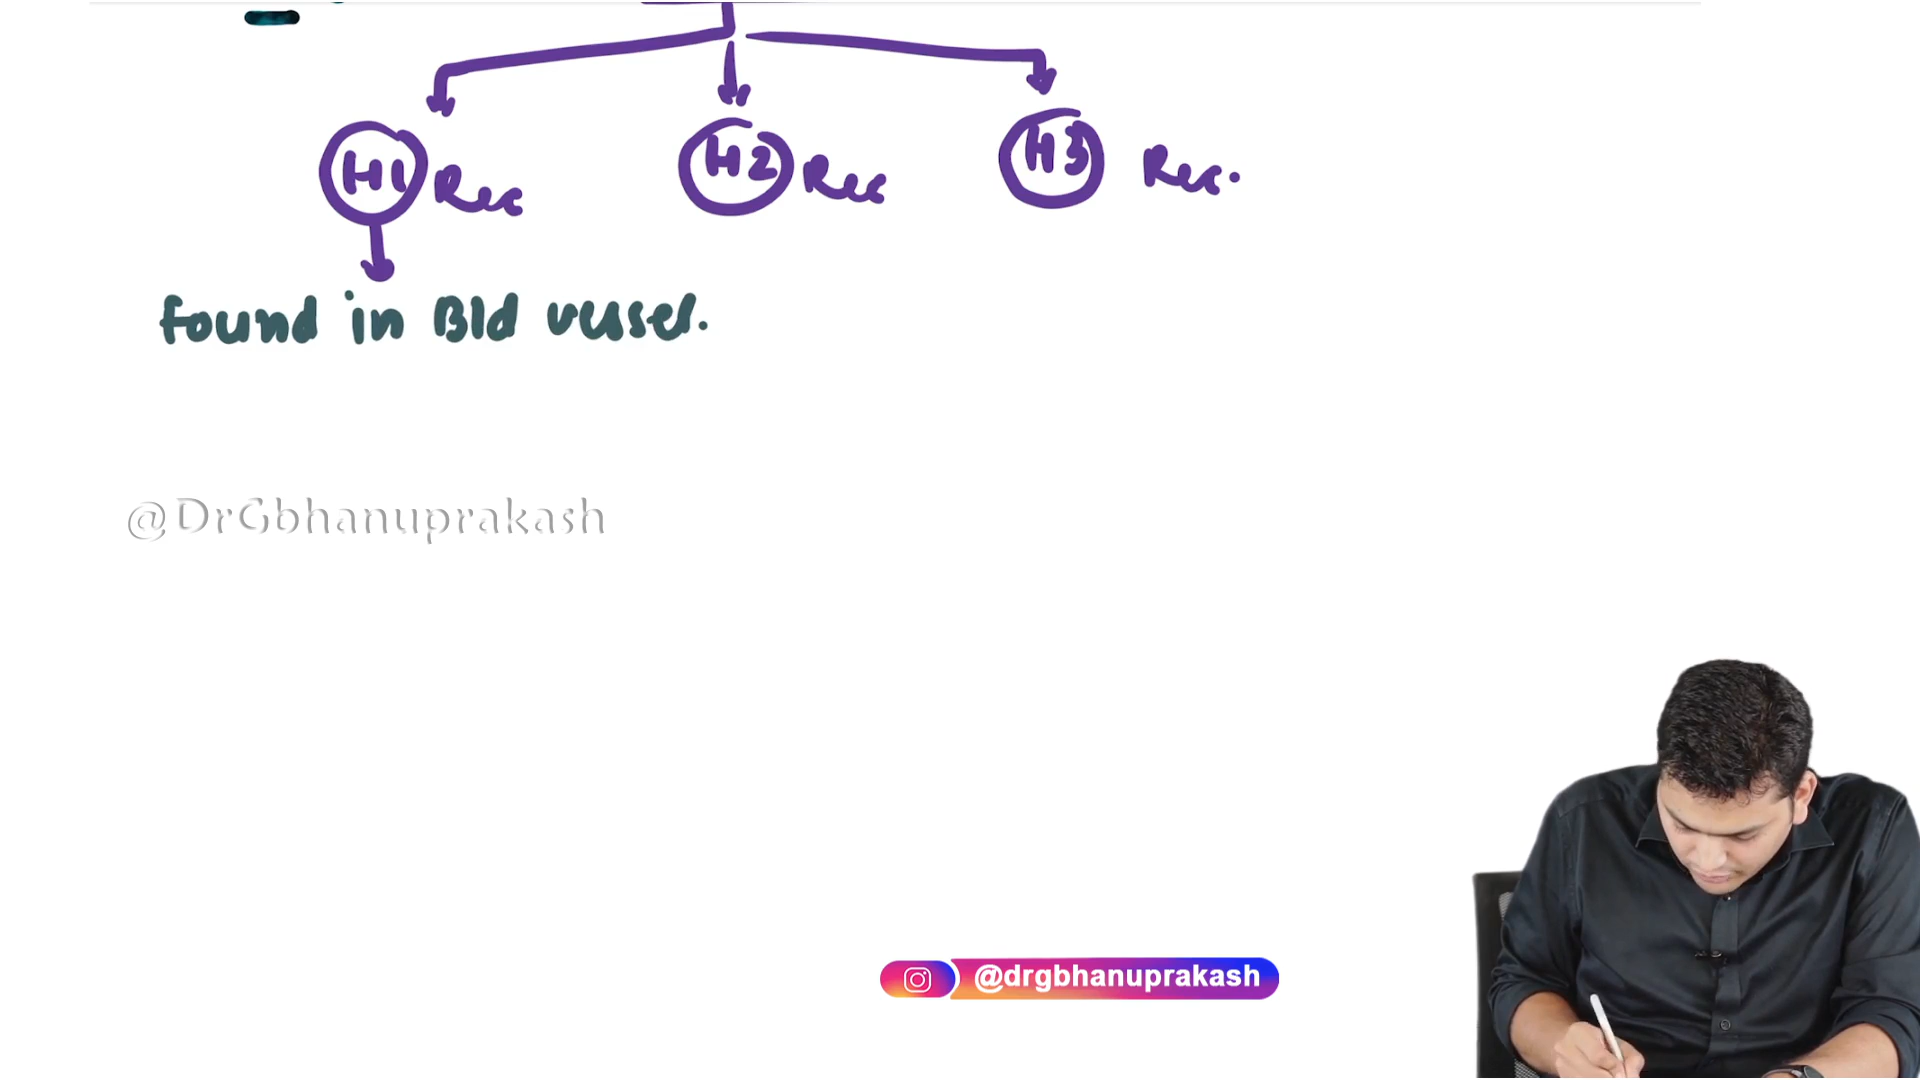 H1 Rec H2 Rec H3 Rec.
found in Bld vessel.
@DrGbhanuprakash
@drgbhanuprakash